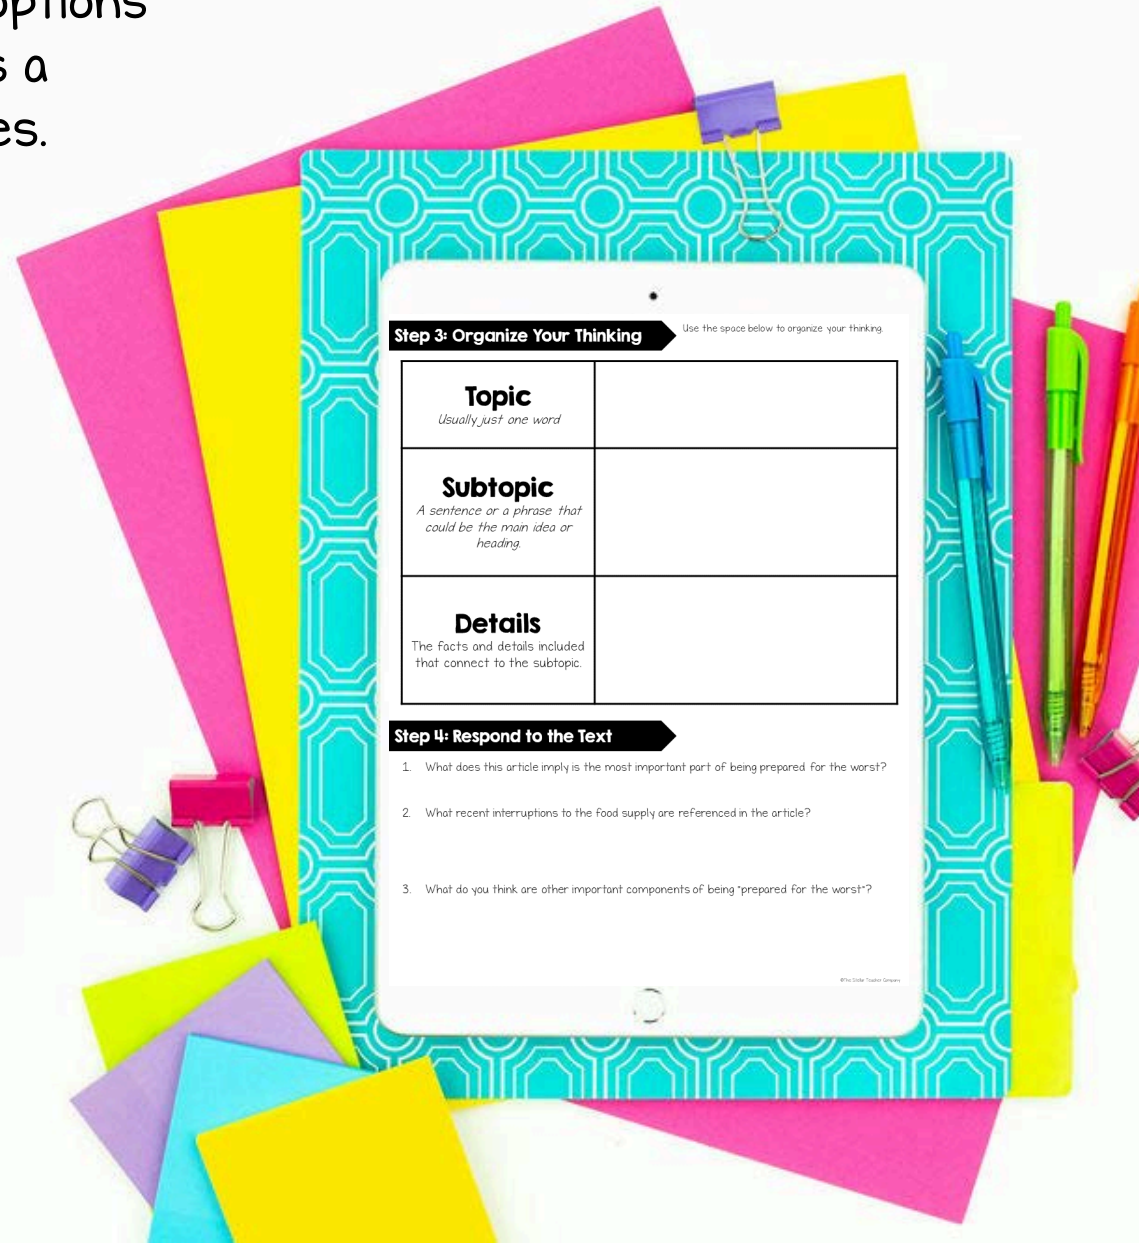 options
s a
es.
Step 3: Organize Your Thinking
Use the space below to organize your thinking.
Topic
Usually just one word
Subtopic
A sentence or a phrase that
could be the main idea or
heading.
Details
The facts and details included
that connect to the subtopic.
Step 4: Respond to the Text
1. What does this article imply is the most important part of being prepared for the worst?
2. What recent interruptions to the food supply are referenced in the article?
3. What do you think are other important components of being "prepared for the worst"?
©The Stellar Teacher Company